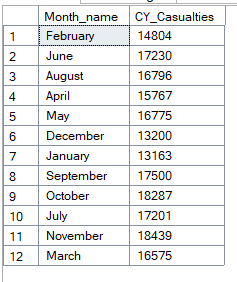 Month_name CY_Casualties
1 February 14804
2 June 17230
3 August 16796
4 April 15767
5 May 16775
6 December 13200
7 January 13163
8 September 17500
9 October 18287
10 July 17201
11 November 18439
12 March 16575